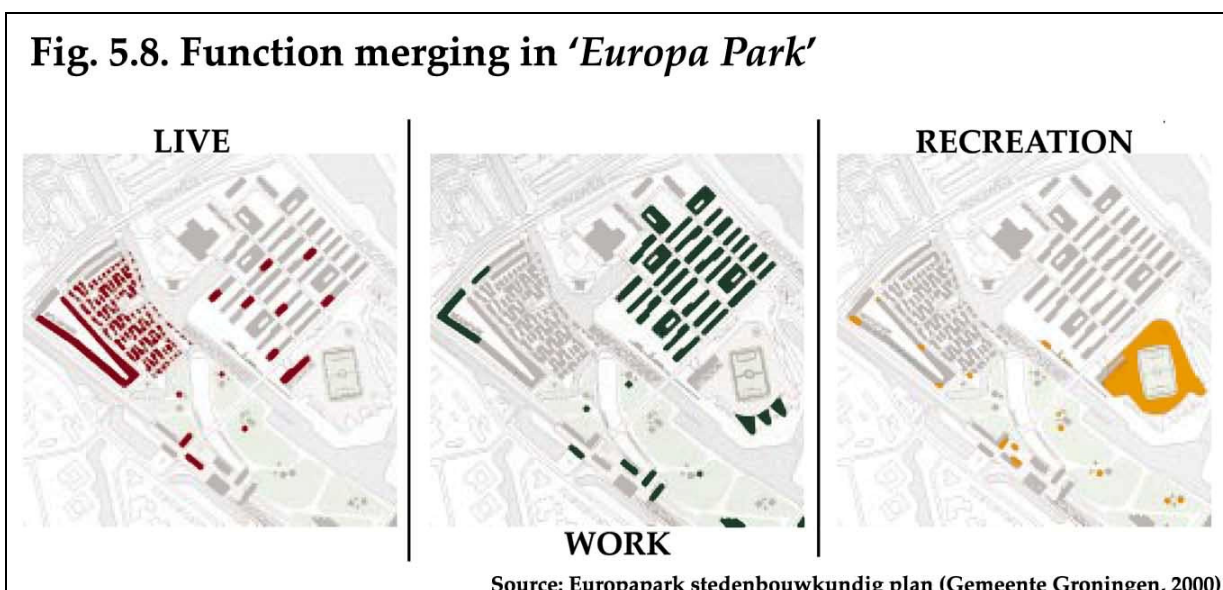 Fig. 5.8. Function merging in ‘Europa Park’
LIVE
RECREATION
WORK
Source: Europapark stedenbouwkundig plan (Gemeente Groningen, 2000)